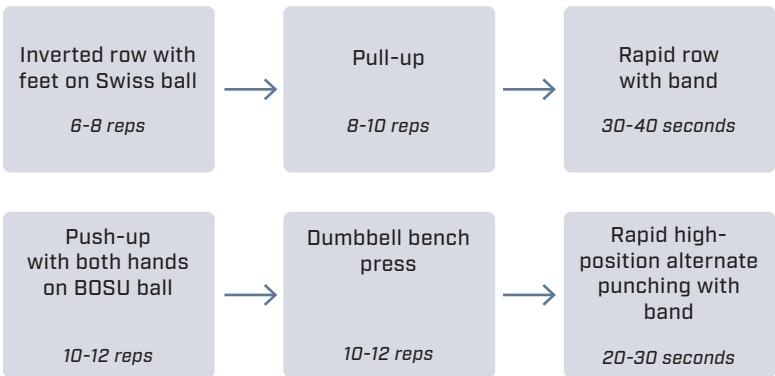 Inverted row with
feet on Swiss ball
6-8 reps
Pull-up
8-10 reps
Rapid row
with band
30-40 seconds
Push-up
with both hands
on BOSU ball
10-12 reps
Dumbbell bench
press
10-12 reps
Rapid high-
position alternate
punching with
band
20-30 seconds